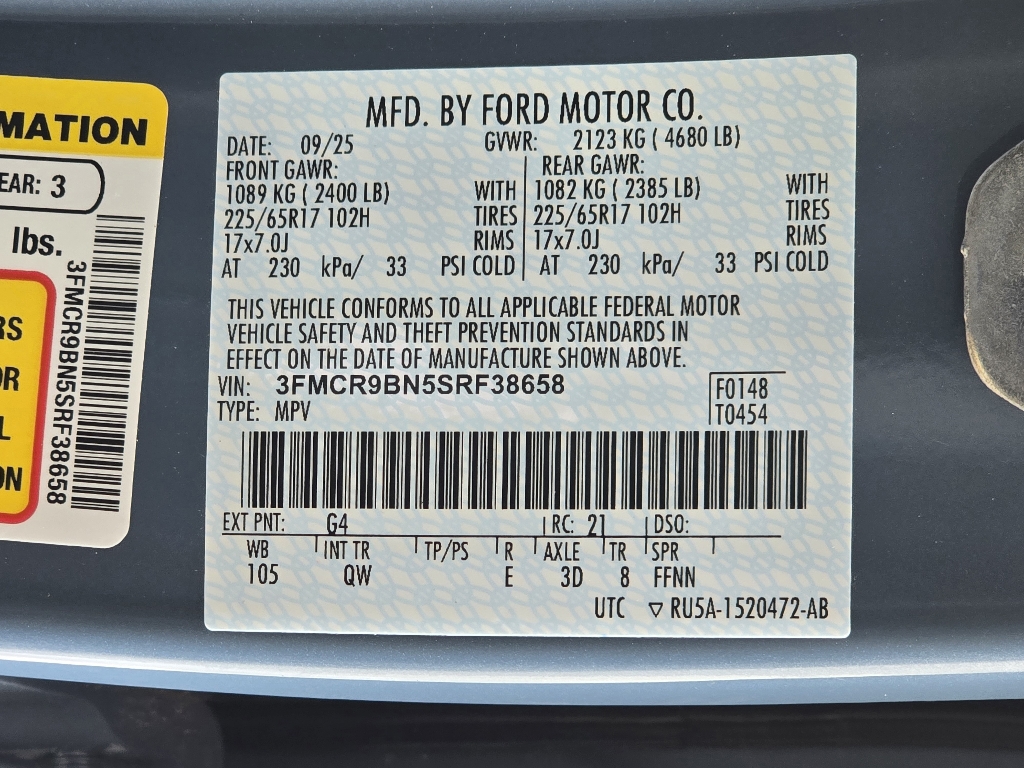 MATION
EAR: 3
lbs.
3FMCR9BN5SRF38658
RS
OR
L
ON
MFD. BY FORD MOTOR CO.
DATE: 09/25 GVWR: 2123 KG ( 4680 LB)
FRONT GAWR: REAR GAWR:
1089 KG ( 2400 LB) WITH 1082 KG ( 2385 LB) WITH
225/65R17 102H TIRES 225/65R17 102H TIRES
17x7.0J RIMS 17x7.0J RIMS
AT 230 kPa/ 33 PSI COLD AT 230 kPa/ 33 PSI COLD
THIS VEHICLE CONFORMS TO ALL APPLICABLE FEDERAL MOTOR
VEHICLE SAFETY AND THEFT PREVENTION STANDARDS IN
EFFECT ON THE DATE OF MANUFACTURE SHOWN ABOVE.
VIN: 3FMCR9BN5SRF38658 F0148
TYPE: MPV T0454
EXT PNT: G4 RC: 21 DSO:
WB INT TR TP/PS R AXLE TR SPR
105 QW E 3D 8 FFNN
UTC ▽ RU5A-1520472-AB